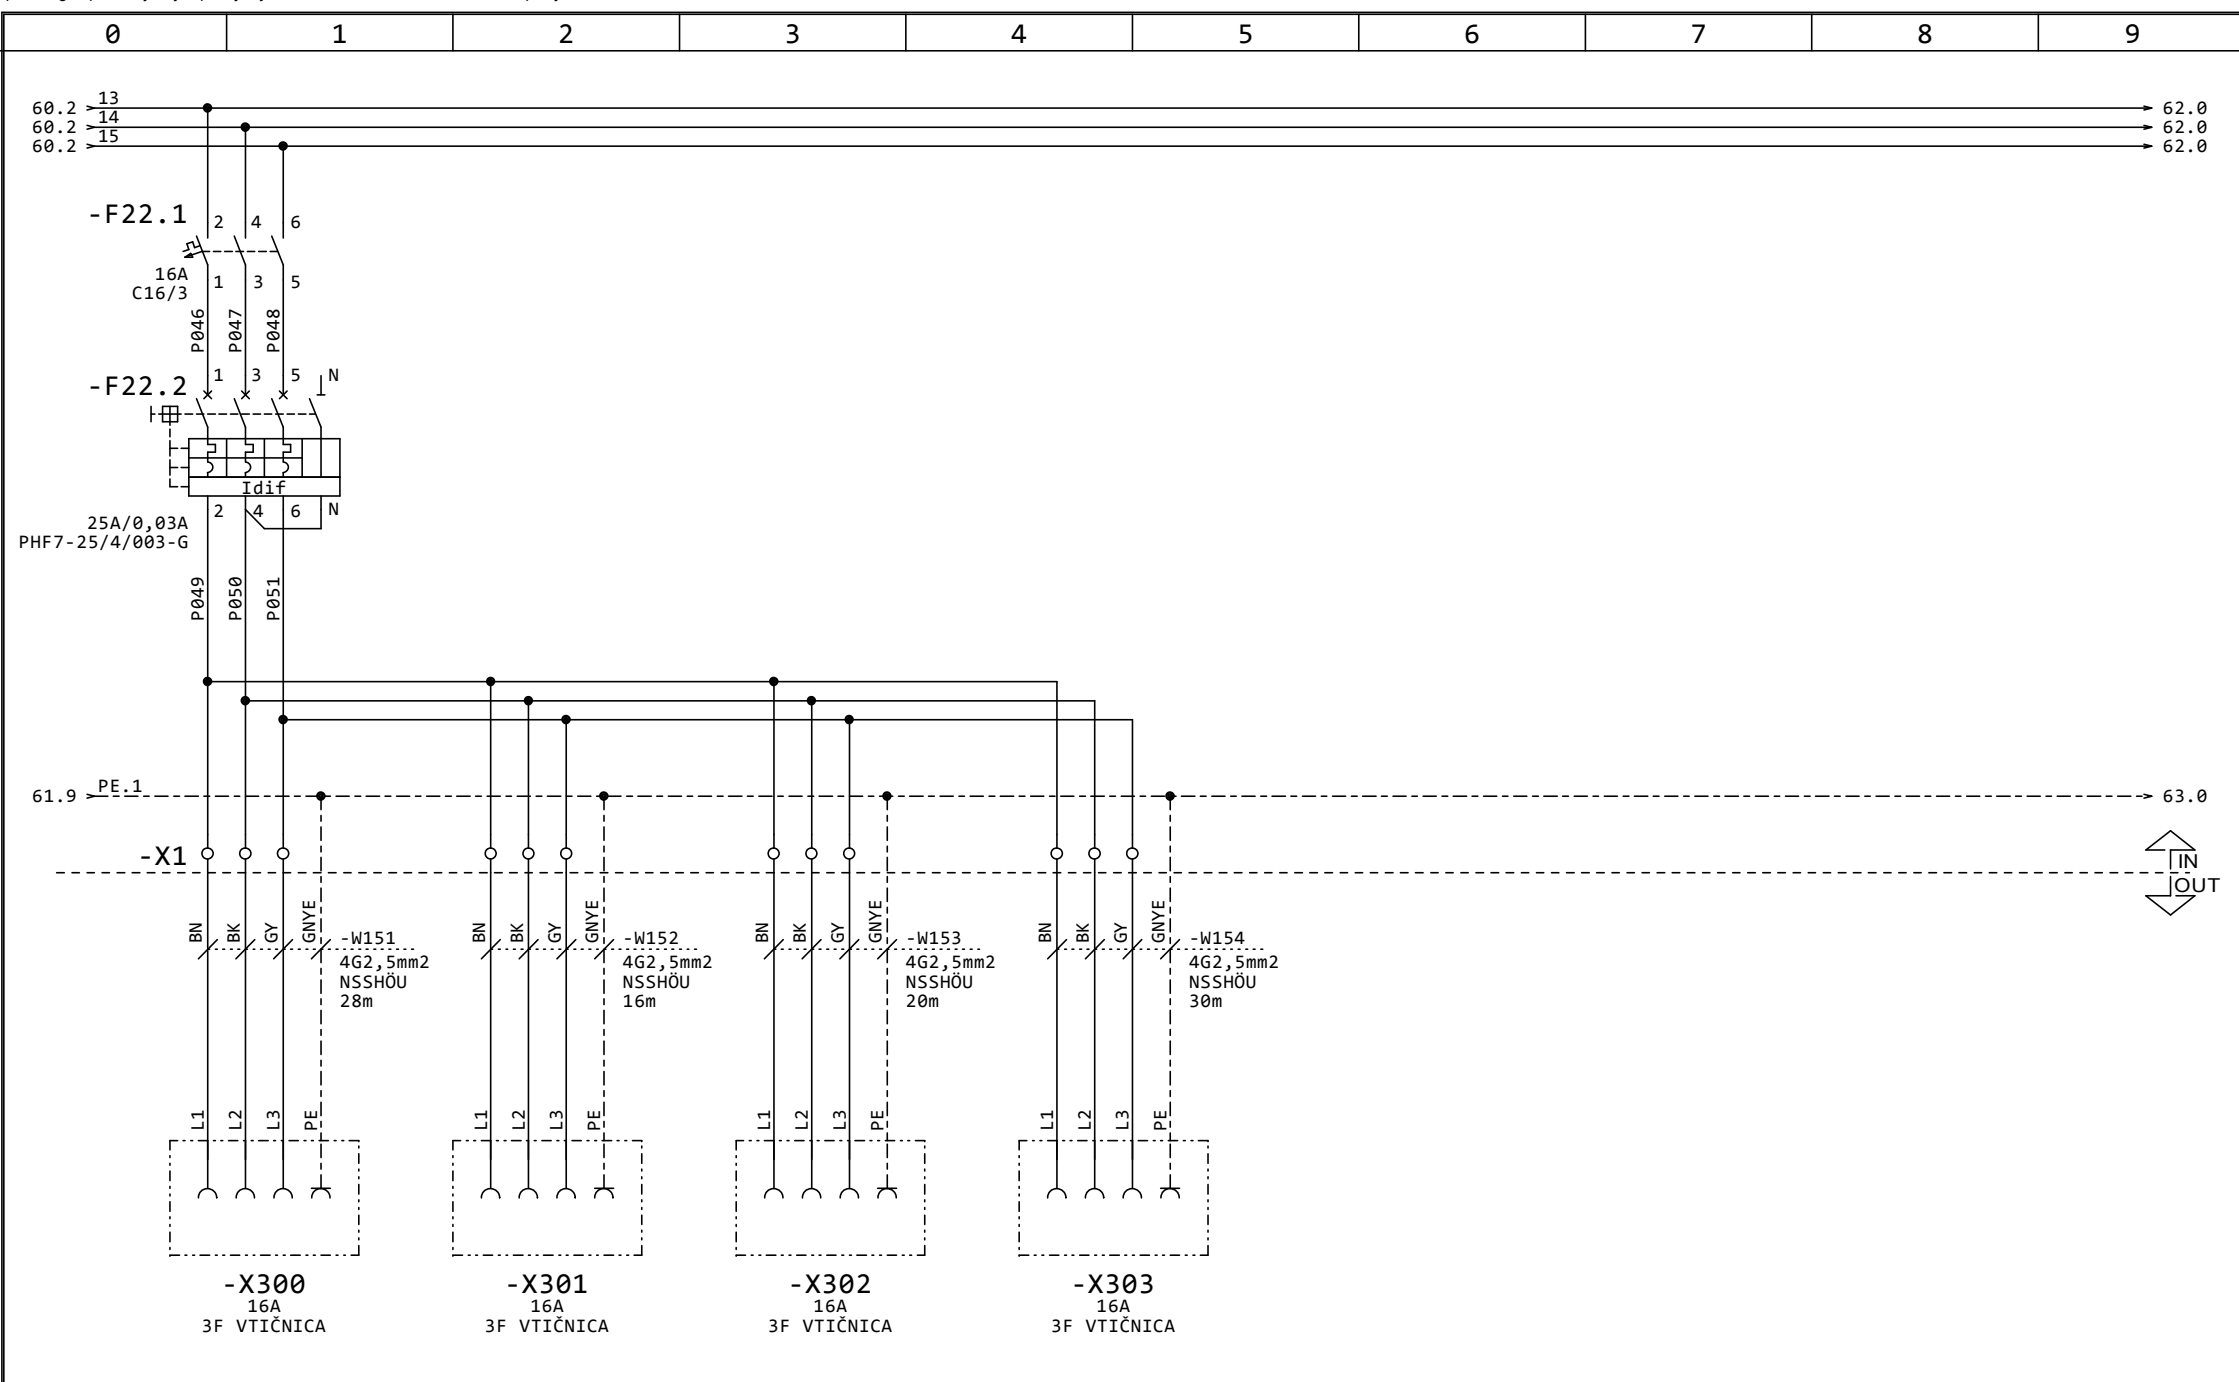 0 1 2 3 4 5 6 7 8 9
60.2 13 62.0
60.2 14 62.0
60.2 15 62.0
-F22.1 2 4 6
16A 1 3 5
C16/3
P046 P047 P048
-F22.2 1 3 5 N
Idif
2 4 6 N
25A/0,03A
PHF7-25/4/003-G
P049 P050 P051
61.9 PE.1 63.0
-X1
IN
OUT
BN BK GY GNYE -W151
4G2,5mm2
NSSHÖU
28m
BN BK GY GNYE -W152
4G2,5mm2
NSSHÖU
16m
BN BK GY GNYE -W153
4G2,5mm2
NSSHÖU
20m
BN BK GY GNYE -W154
4G2,5mm2
NSSHÖU
30m
L1 L2 L3 PE
L1 L2 L3 PE
L1 L2 L3 PE
L1 L2 L3 PE
-X300
16A
3F VTIČNICA
-X301
16A
3F VTIČNICA
-X302
16A
3F VTIČNICA
-X303
16A
3F VTIČNICA